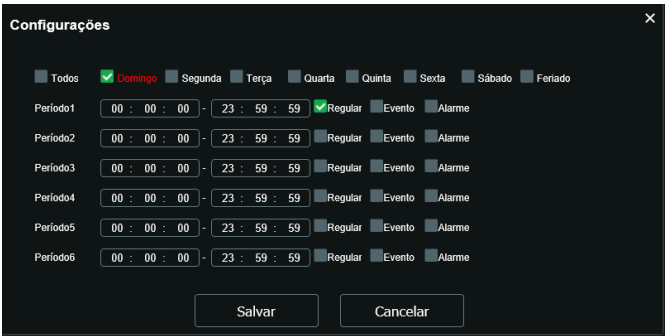 Configurações ×
Todos Domingo Segunda Terça Quarta Quinta Sexta Sábado Feriado
Período1 00 : 00 : 00 - 23 : 59 : 59 Regular Evento Alarme
Período2 00 : 00 : 00 - 23 : 59 : 59 Regular Evento Alarme
Período3 00 : 00 : 00 - 23 : 59 : 59 Regular Evento Alarme
Período4 00 : 00 : 00 - 23 : 59 : 59 Regular Evento Alarme
Período5 00 : 00 : 00 - 23 : 59 : 59 Regular Evento Alarme
Período6 00 : 00 : 00 - 23 : 59 : 59 Regular Evento Alarme
Salvar Cancelar